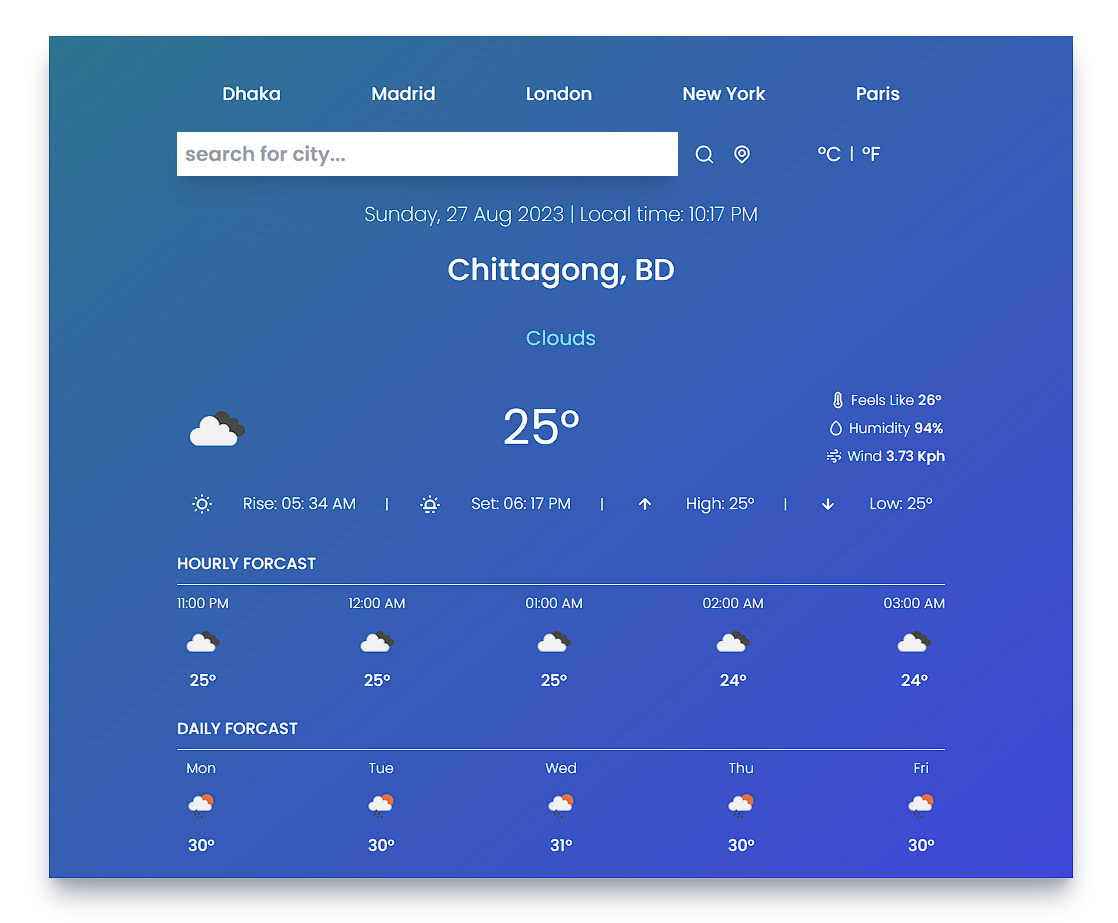 Dhaka Madrid London New York Paris
search for city... °C | °F
Sunday, 27 Aug 2023 | Local time: 10:17 PM
Chittagong, BD
Clouds
25°
Feels Like 26°
Humidity 94%
Wind 3.73 Kph
Rise: 05: 34 AM | Set: 06: 17 PM | High: 25° | Low: 25°
HOURLY FORCAST
11:00 PM 12:00 AM 01:00 AM 02:00 AM 03:00 AM
25° 25° 25° 24° 24°
DAILY FORCAST
Mon Tue Wed Thu Fri
30° 30° 31° 30° 30°